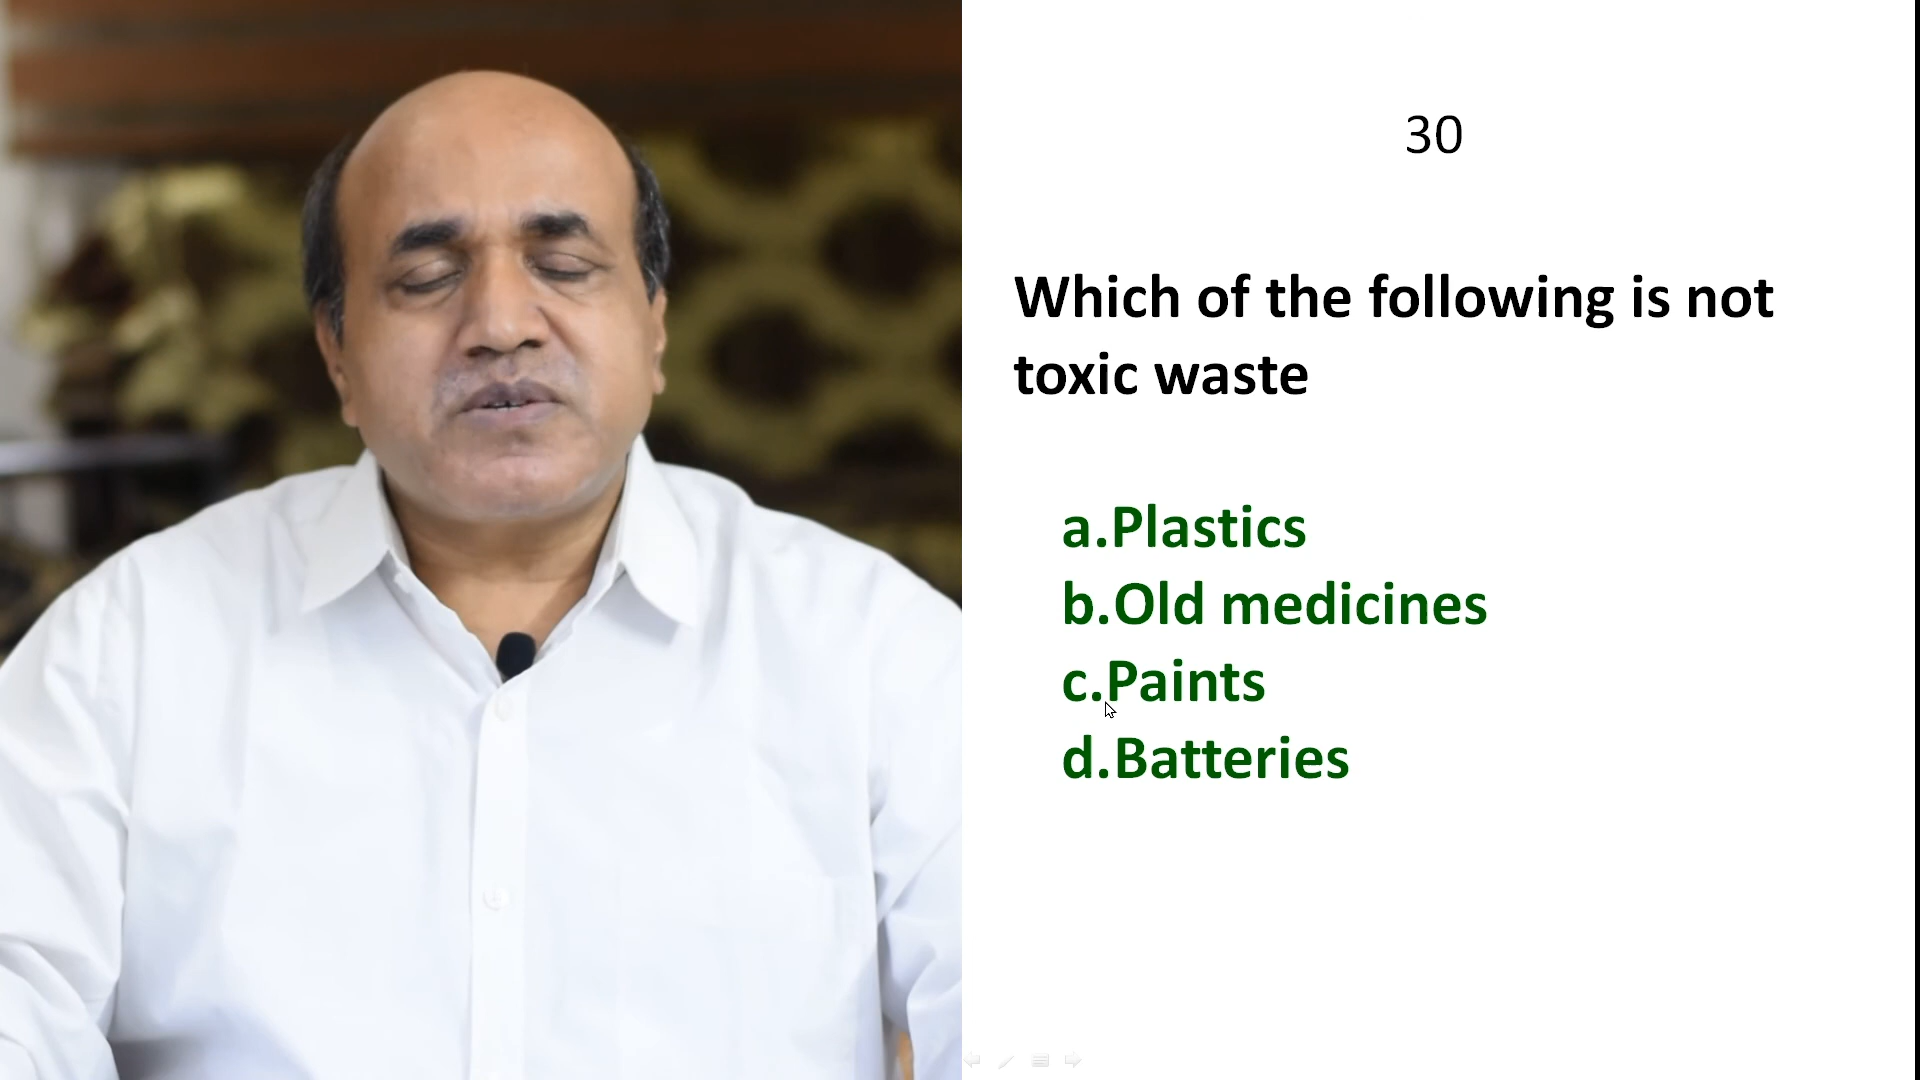 30
Which of the following is not
toxic waste
a.Plastics
b.Old medicines
c.Paints
d.Batteries